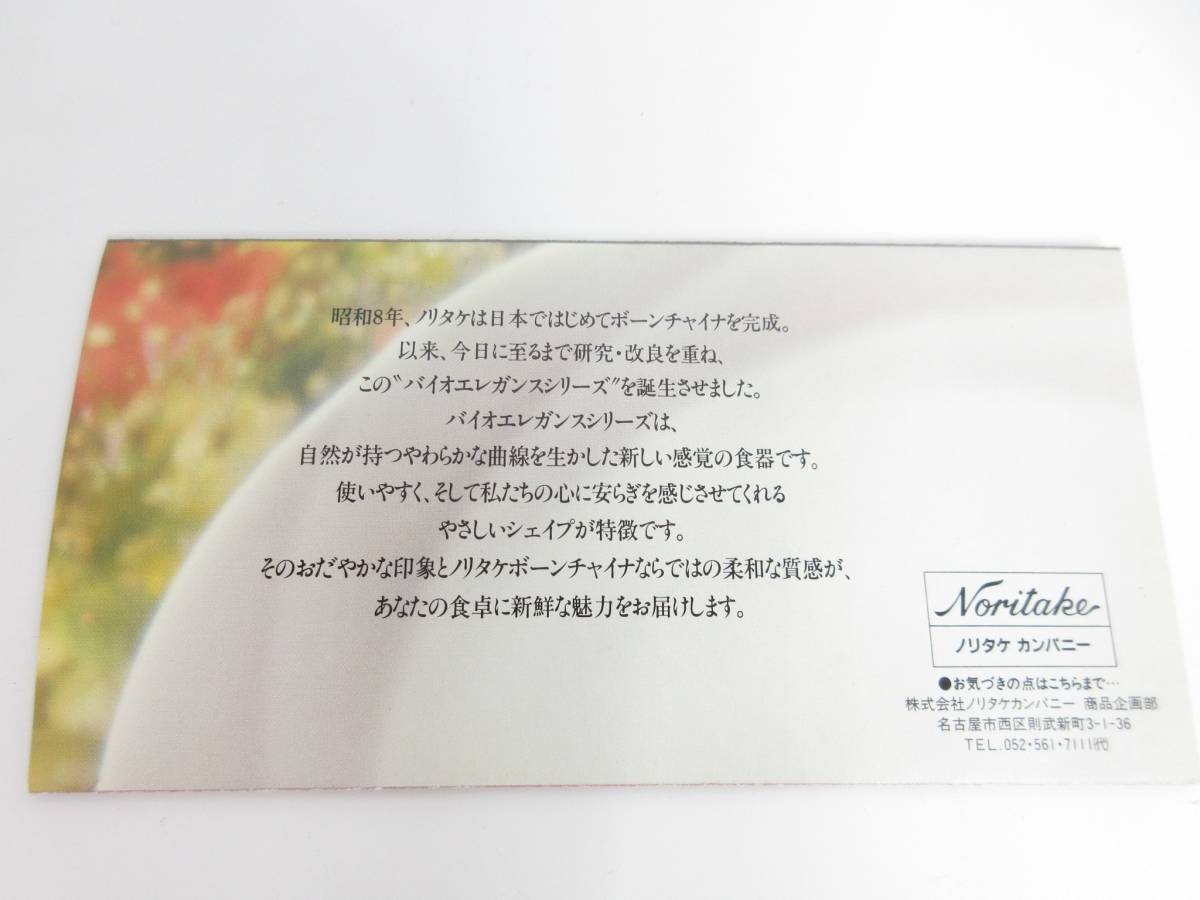 昭和8年、ノリタケは日本ではじめてボーンチャイナを完成。
以来、今日に至るまで研究・改良を重ね、
この〝バイオエレガンスシリーズ〟を誕生させました。
バイオエレガンスシリーズは、
自然が持つやわらかな曲線を生かした新しい感覚の食器です。
使いやすく、そして私たちの心に安らぎを感じさせてくれる
やさしいシェイプが特徴です。
そのおだやかな印象とノリタケボーンチャイナならではの柔和な質感が、
あなたの食卓に新鮮な魅力をお届けします。
Noritake
ノリタケ カンパニー
●お気づきの点はこちらまで…
株式会社ノリタケカンパニー 商品企画部
名古屋市西区則武新町3-1-36
TEL.052・561・7111㈹